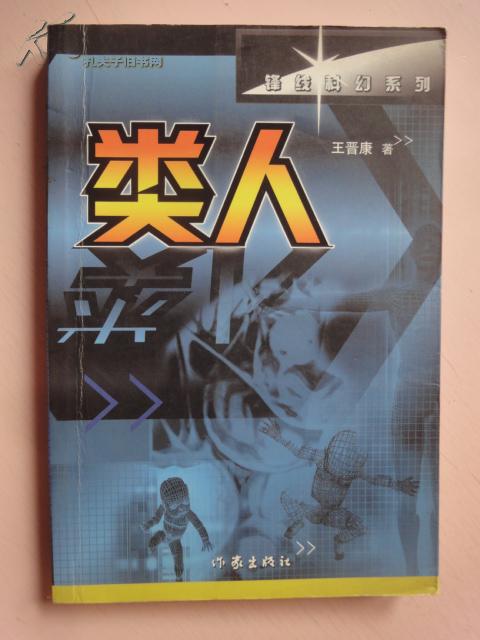 孔夫子旧书网
锋线科幻系列
王晋康 著
类人
作家出版社